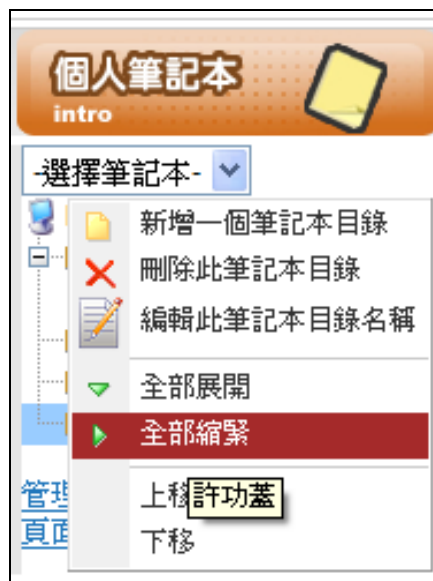 個人筆記本
intro
-選擇筆記本-
新增一個筆記本目錄
刪除此筆記本目錄
編輯此筆記本目錄名稱
全部展開
全部縮緊
管理
上移
許功蓋
頁面
下移